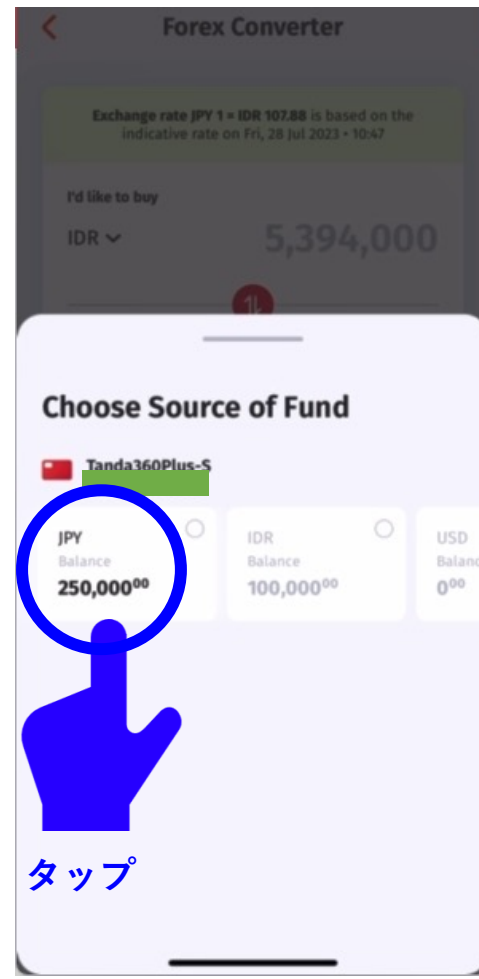 Forex Converter
Exchange rate JPY 1 = IDR 107.88 is based on the
indicative rate on Fri, 28 Jul 2023 • 10:47
I'd like to buy
IDR
5,394,000
Choose Source of Fund
Tanda360Plus-S
JPY
Balance
250,000⁰⁰
IDR
Balance
100,000⁰⁰
USD
0⁰⁰
タップ